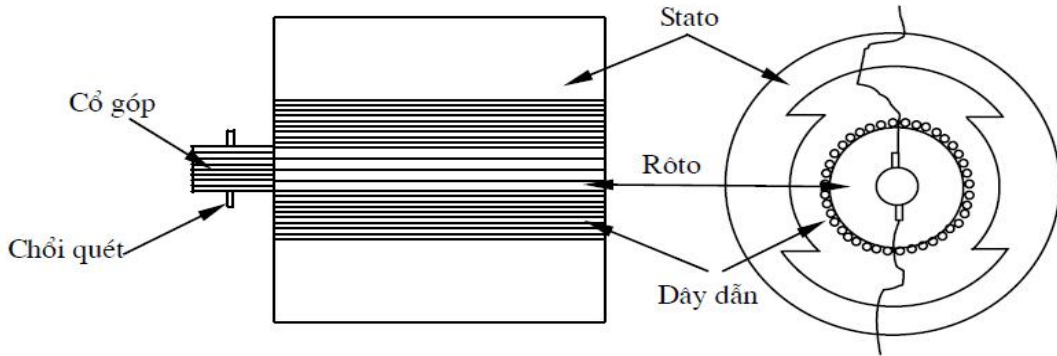 Stato
Cổ góp
Rôto
Chổi quét
Dây dẫn